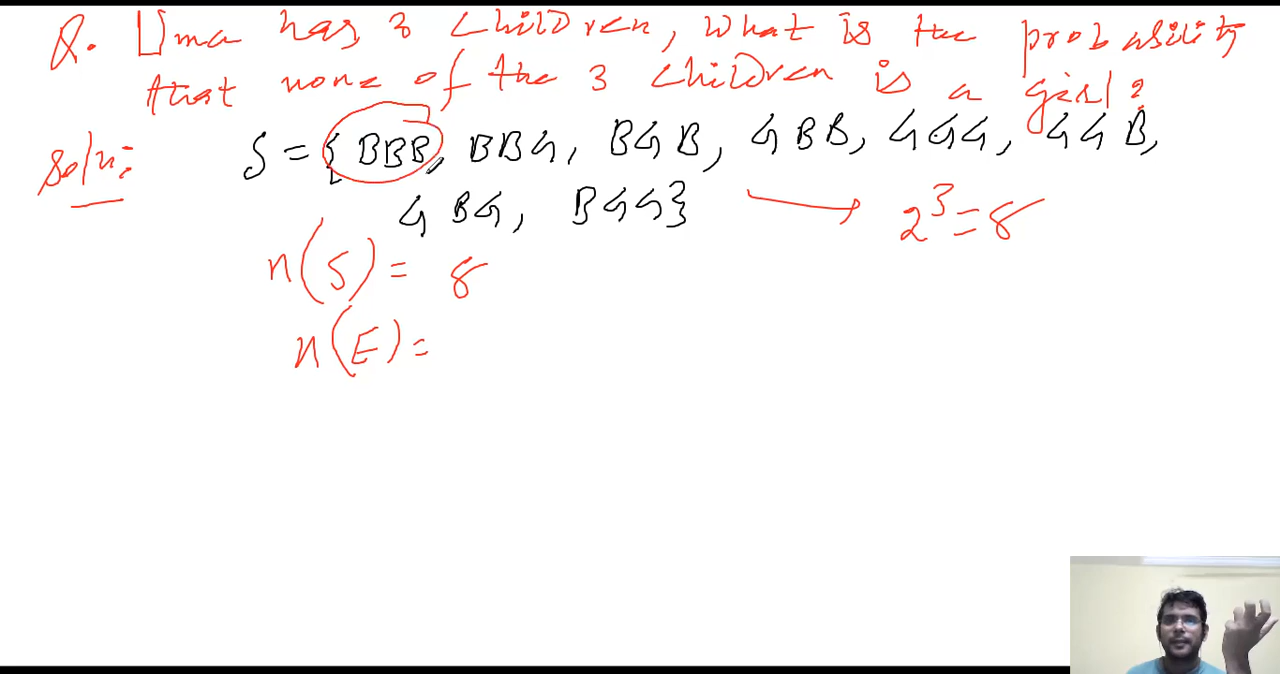 Q. Uma has 3 children, what is the probability
that none of the 3 children is a girl?
Soln: S = { BBB, BBG, BGB, GBB, GGG, GGB,
GBG, BGG} → 2³ = 8
n(S) = 8
n(E) =